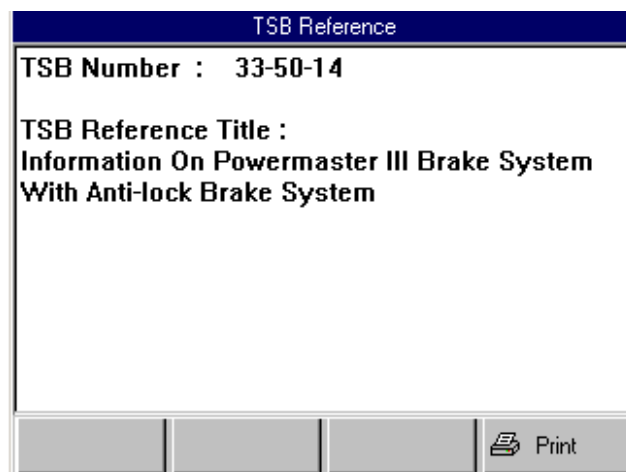 TSB Reference
TSB Number :   33-50-14
TSB Reference Title :
Information On Powermaster III Brake System
With Anti-lock Brake System
Print